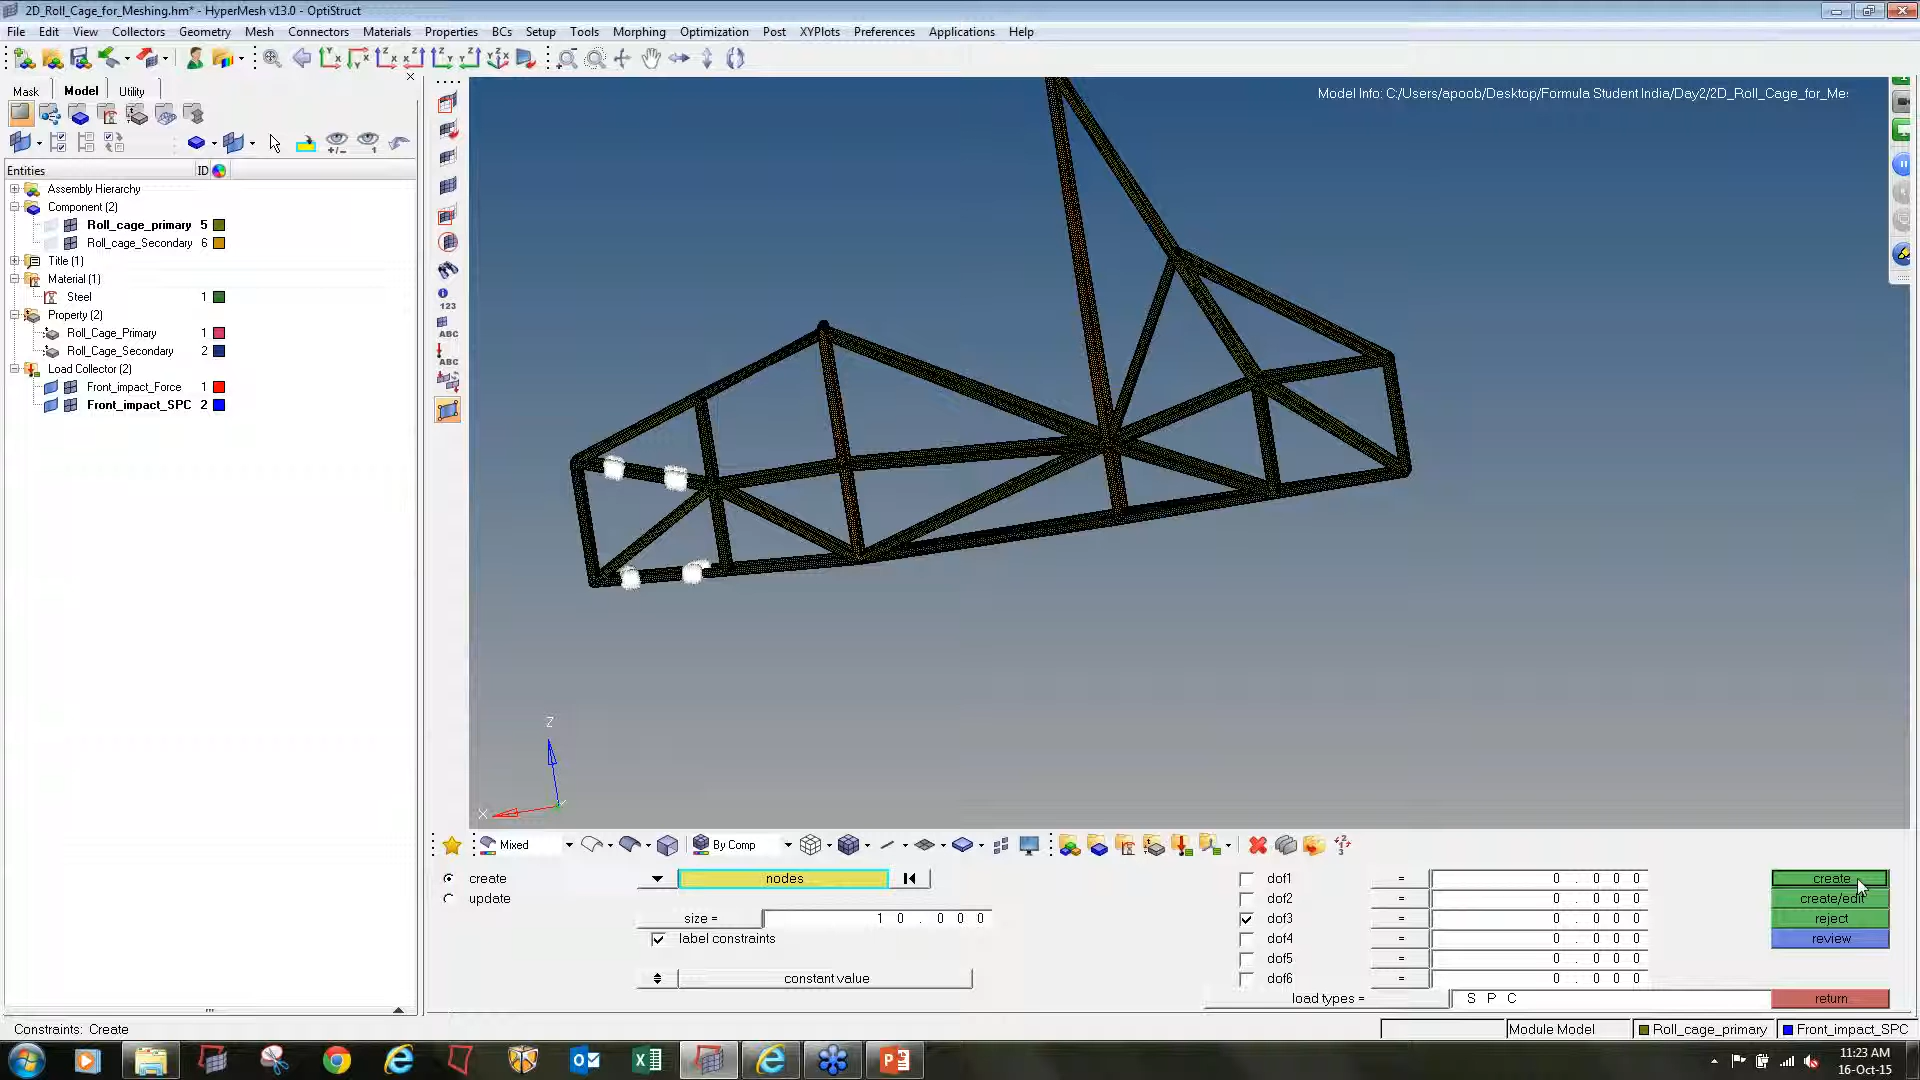 2D_Roll_Cage_for_Meshing.hm* - HyperMesh v13.0 - OptiStruct
File Edit View Collectors Geometry Mesh Connectors Materials Properties BCs Setup Tools Morphing Optimization Post XYPlots Preferences Applications Help
Mask Model Utility
Model Info: C:/Users/apoob/Desktop/Formula Student India/Day2/2D_Roll_Cage_for_Me:
Entities ID
Assembly Hierarchy
Component (2)
Roll_cage_primary 5
Roll_cage_Secondary 6
Title (1)
Material (1)
Steel 1
Property (2)
Roll_Cage_Primary 1
Roll_Cage_Secondary 2
Load Collector (2)
Front_impact_Force 1
Front_impact_SPC 2
123
ABC
ABC
Z
X
Mixed By Comp
create nodes dof1 = 0.000 create
update dof2 = 0.000 create/edit
size = 10.000 dof3 = 0.000 reject
label constraints dof4 = 0.000 review
dof5 = 0.000
constant value dof6 = 0.000
load types = SPC return
Constraints: Create Module Model Roll_cage_primary Front_impact_SPC
11:23 AM
16-Oct-15